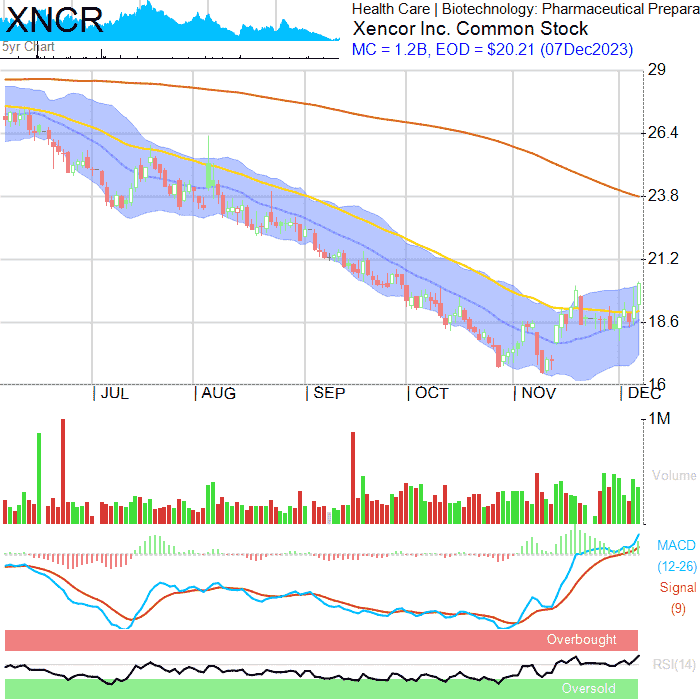 XNCR
5yr Chart
Health Care | Biotechnology: Pharmaceutical Prepara
Xencor Inc. Common Stock
MC = 1.2B, EOD = $20.21 (07Dec2023)
29
26.4
23.8
21.2
18.6
16
JUL
AUG
SEP
OCT
NOV
DEC
1M
Volume
MACD
(12-26)
Signal
(9)
Overbought
RSI(14)
Oversold